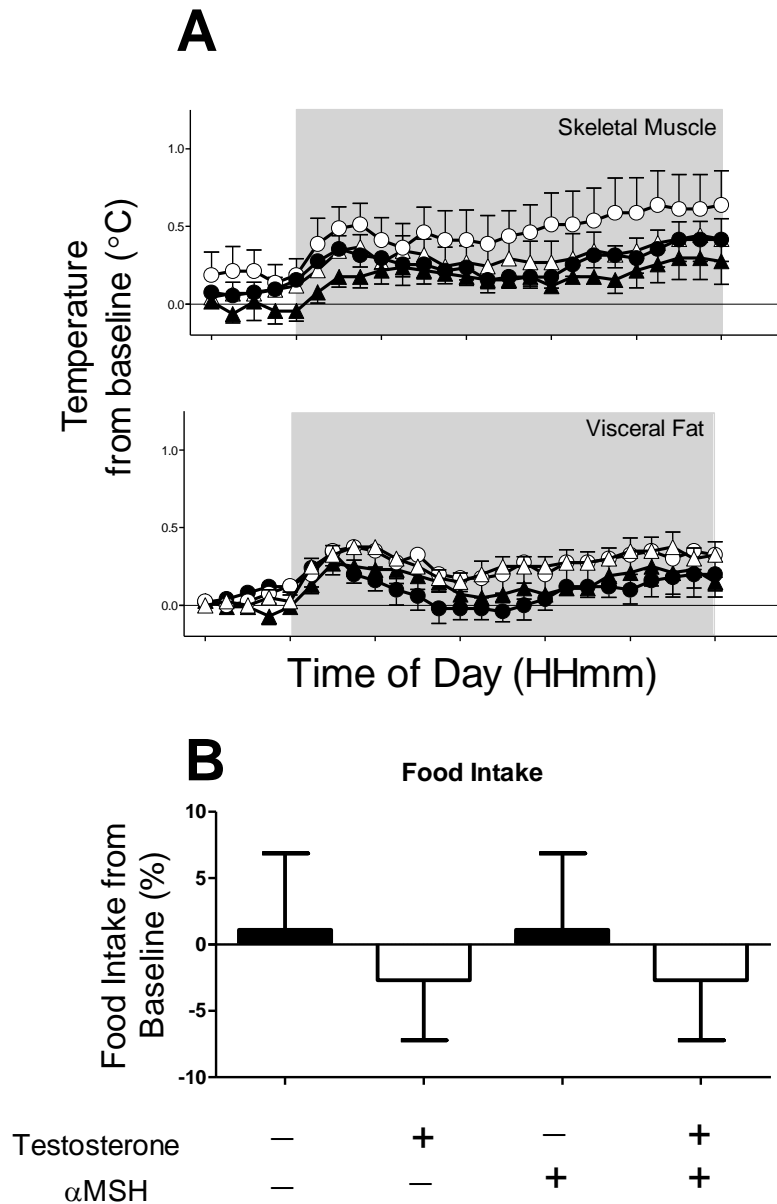 A
Skeletal Muscle
1.0
0.5
0.0
Temperature
from baseline (°C)
Visceral Fat
1.0
0.5
0.0
Time of Day (HHmm)
B
Food Intake
10
5
0
-5
-10
Food Intake from
Baseline (%)
Testosterone – + – +
αMSH – – + +